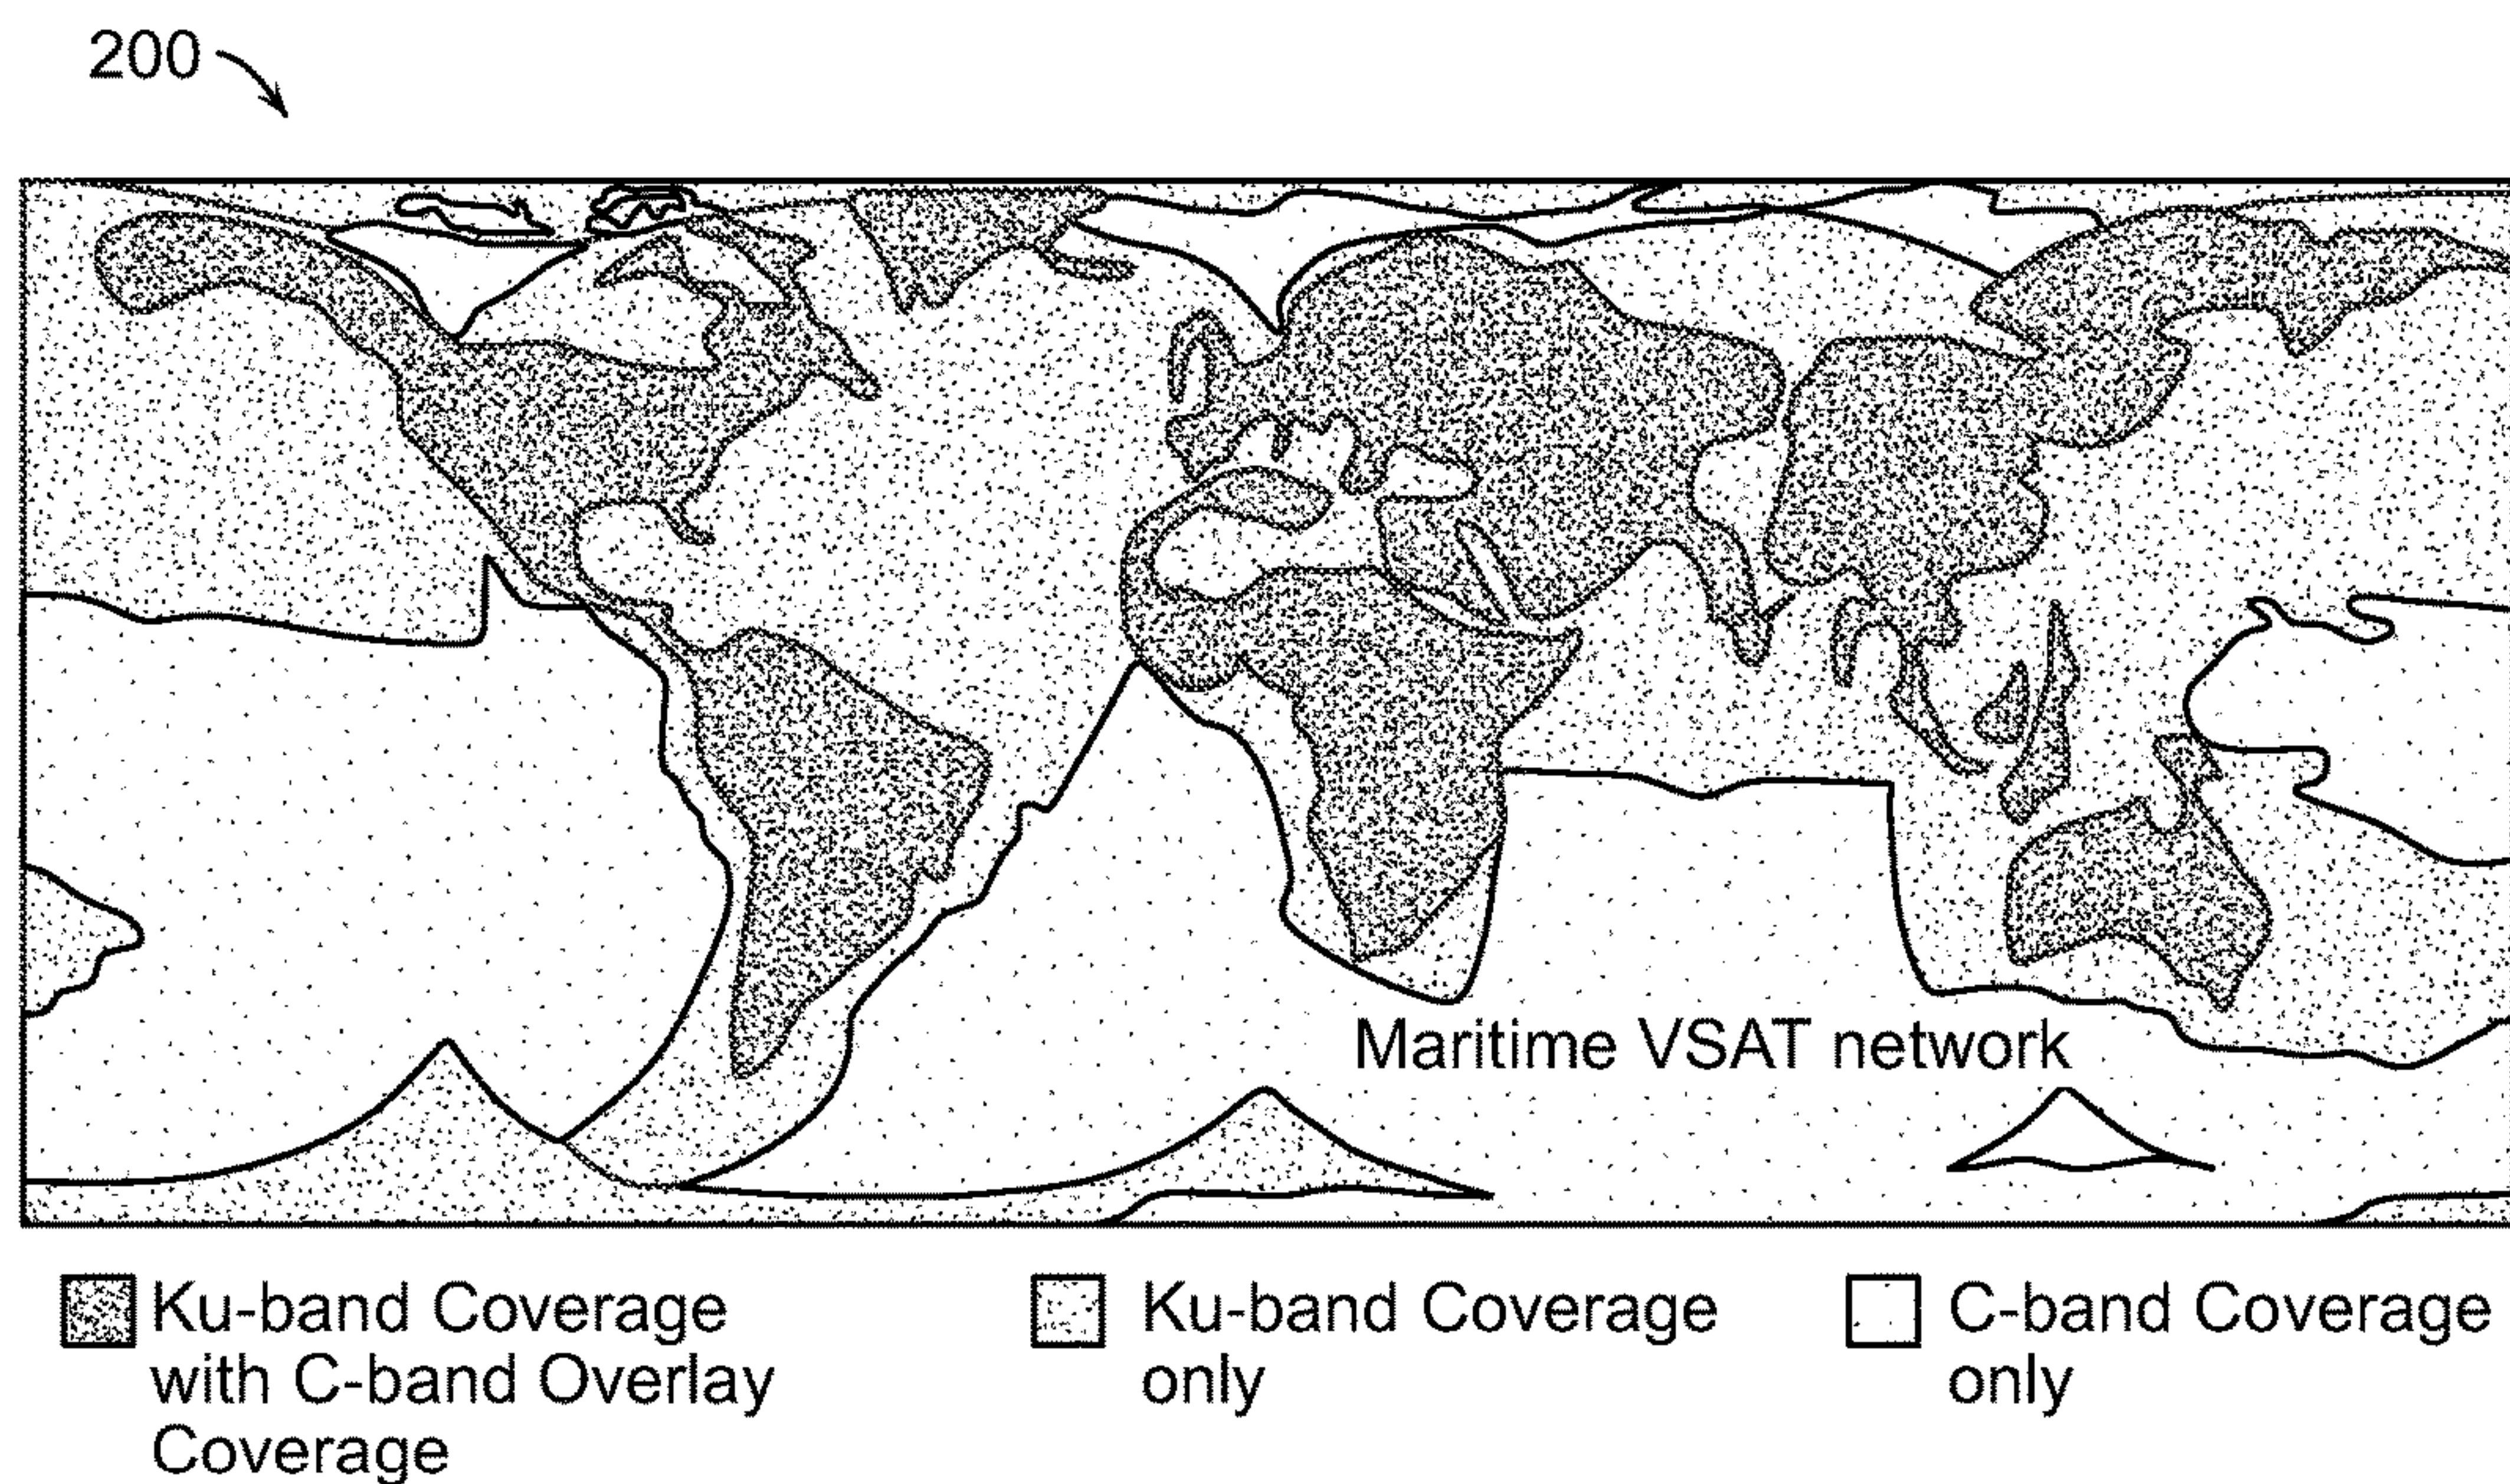 200
Maritime VSAT network
Ku-band Coverage
with C-band Overlay
Coverage
Ku-band Coverage
only
C-band Coverage
only